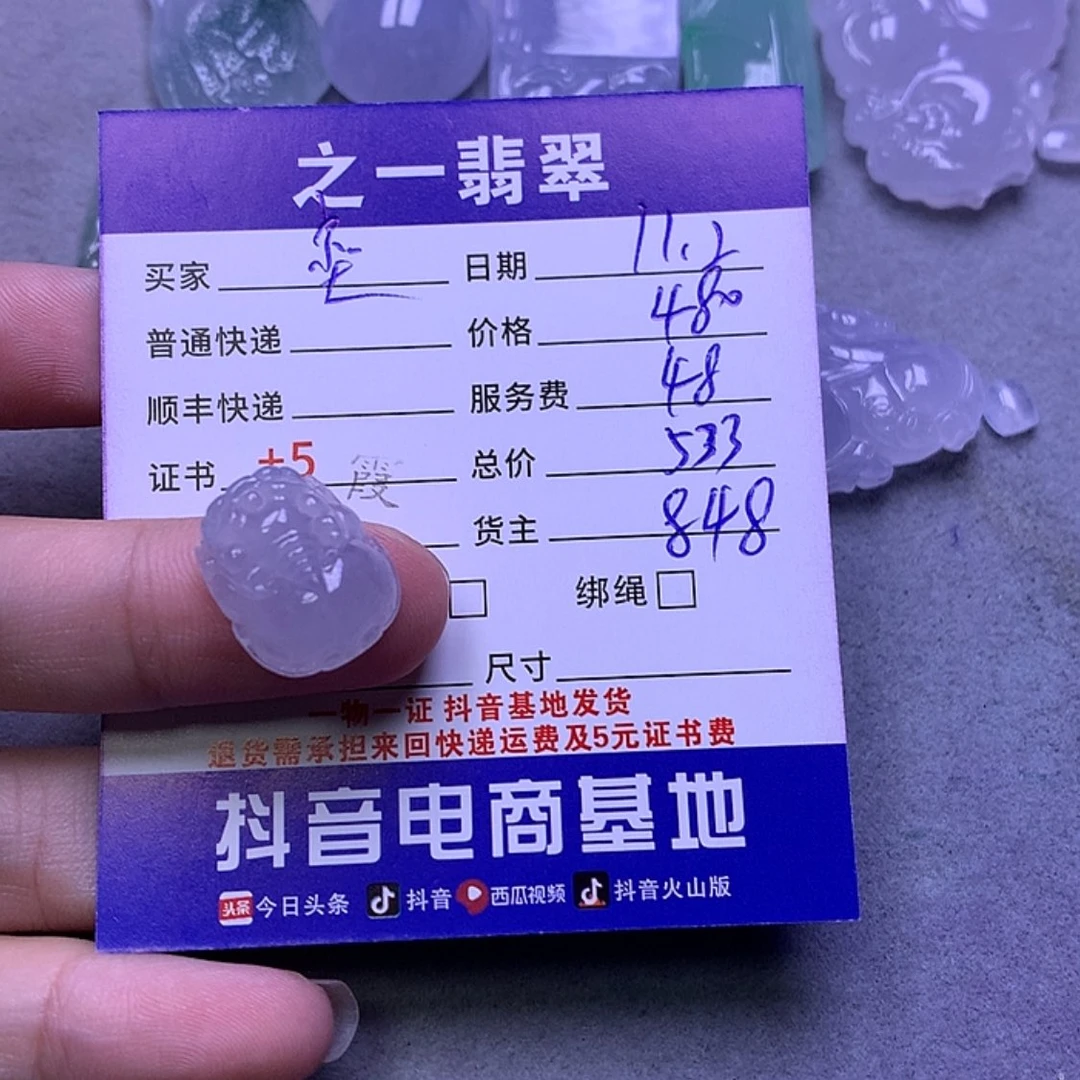 之一翡翠
买家 日期 11.2
普通快递 价格 480
顺丰快递 服务费 48
证书 +5 霞 总价 533
货主 848
绑绳
尺寸
一物一证 抖音基地发货
退货需承担来回快递运费及5元证书费
抖音电商基地
头条 今日头条 抖音 西瓜视频 抖音火山版